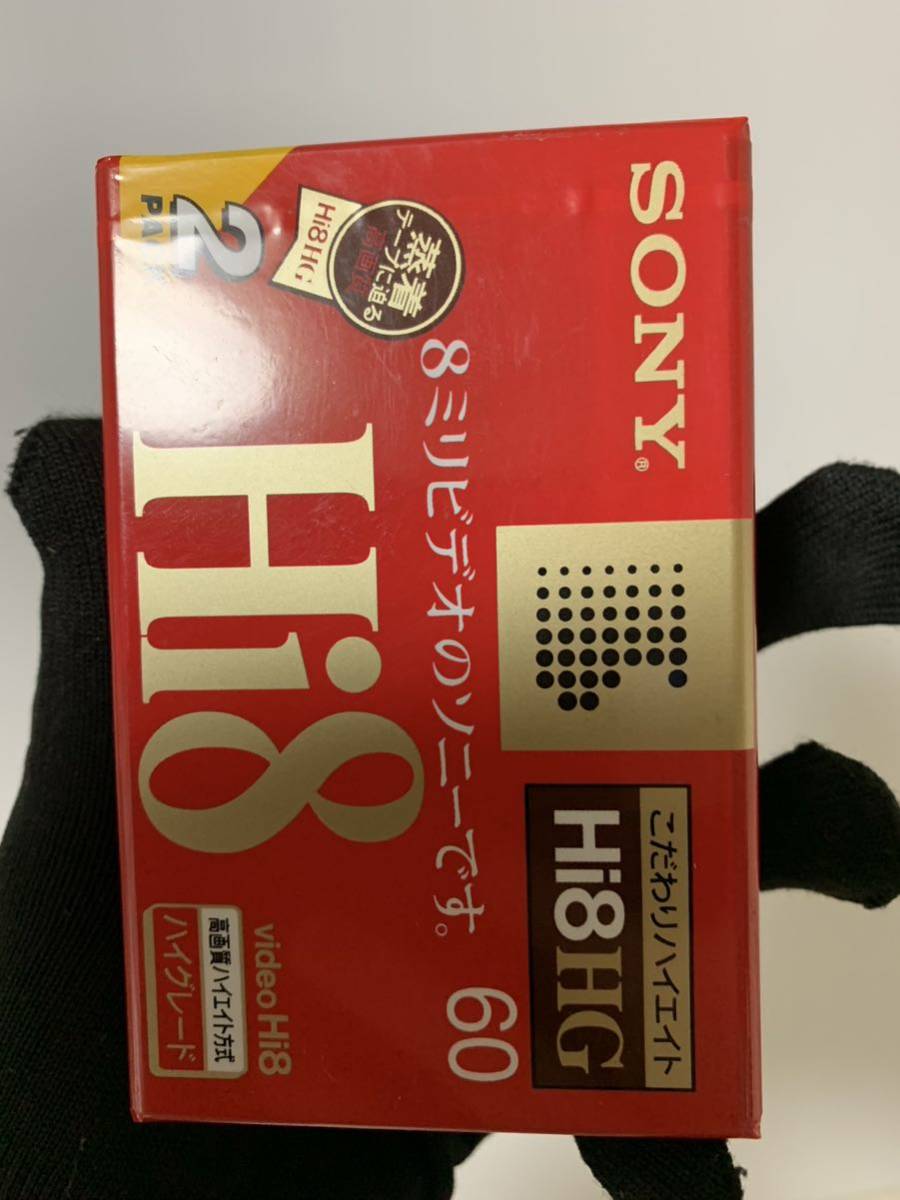 SONY®
こだわりハイエイト
Hi8HG
8ミリビデオのソニーです。
60
Hi8HG
蒸着
テープに迫る
高画質
Hi8
2
PACK
video Hi8
高画質ハイエイト方式
ハイグレード